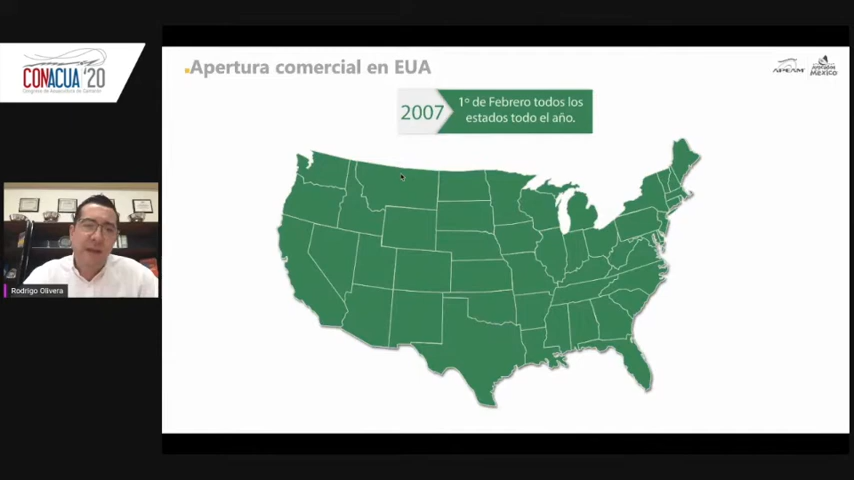 CONACUA '20
Apertura comercial en EUA
APEAM
México
2007
1º de Febrero todos los
estados todo el año.
Rodrigo Olivera